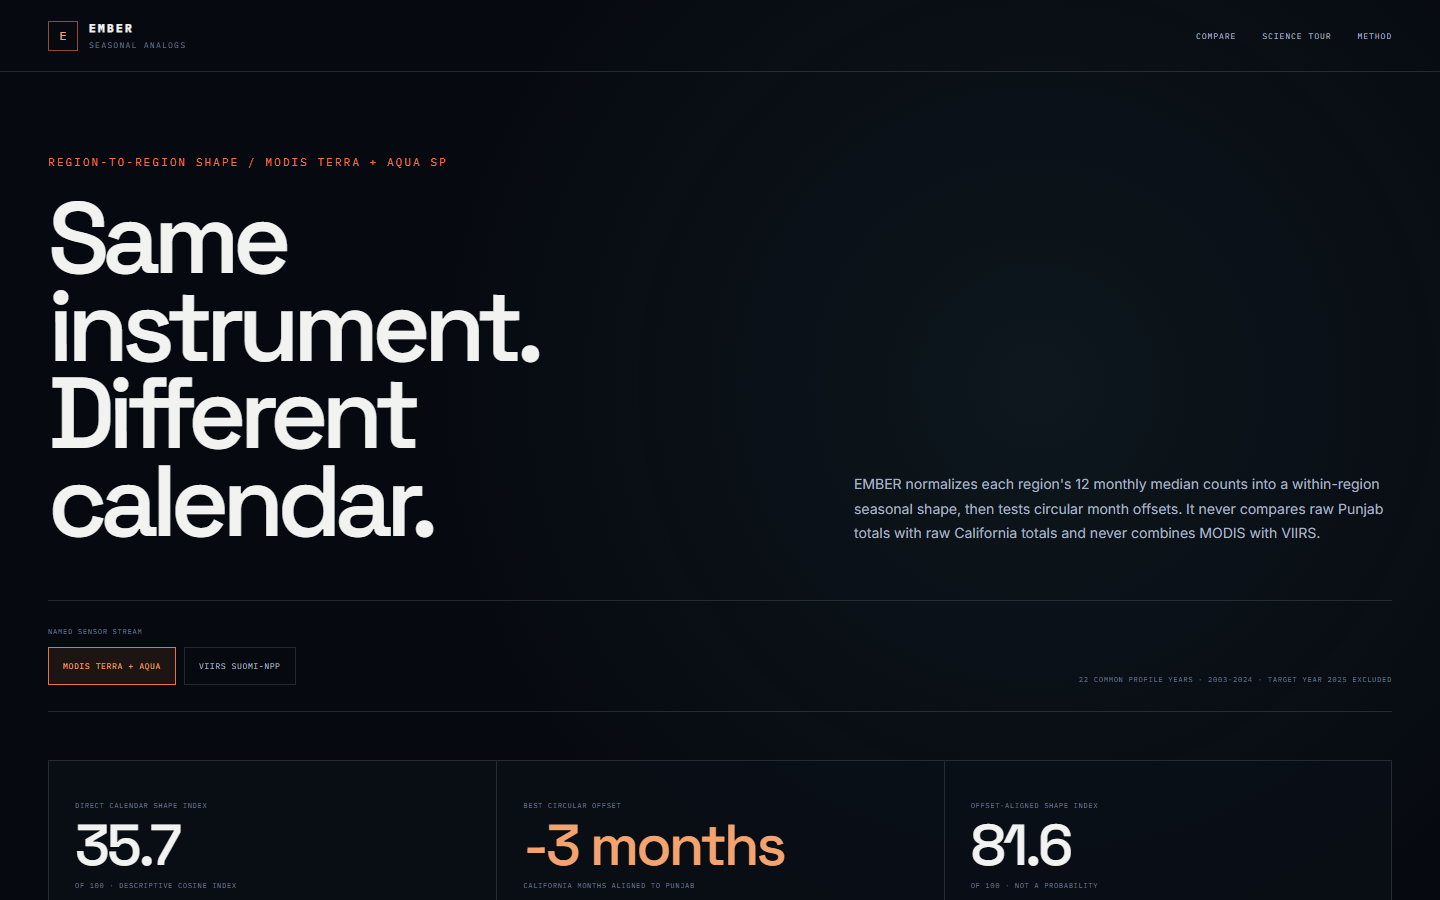 E
EMBER
SEASONAL ANALOGS
COMPARE
SCIENCE TOUR
METHOD
REGION-TO-REGION SHAPE / MODIS TERRA + AQUA SP
Same
instrument.
Different
calendar.
EMBER normalizes each region's 12 monthly median counts into a within-region
seasonal shape, then tests circular month offsets. It never compares raw Punjab
totals with raw California totals and never combines MODIS with VIIRS.
NAMED SENSOR STREAM
MODIS TERRA + AQUA
VIIRS SUOMI-NPP
22 COMMON PROFILE YEARS · 2003-2024 · TARGET YEAR 2025 EXCLUDED
DIRECT CALENDAR SHAPE INDEX
35.7
OF 100 · DESCRIPTIVE COSINE INDEX
BEST CIRCULAR OFFSET
-3 months
CALIFORNIA MONTHS ALIGNED TO PUNJAB
OFFSET-ALIGNED SHAPE INDEX
81.6
OF 100 · NOT A PROBABILITY